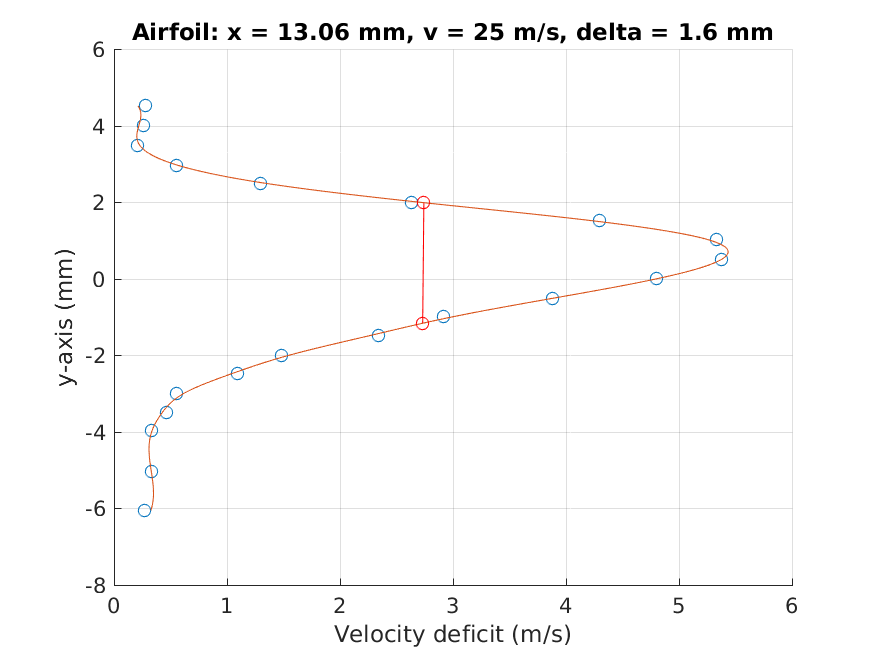 Airfoil: x = 13.06 mm, v = 25 m/s, delta = 1.6 mm
6
4
2
0
-2
-4
-6
-8
y-axis (mm)
0 1 2 3 4 5 6
Velocity deficit (m/s)